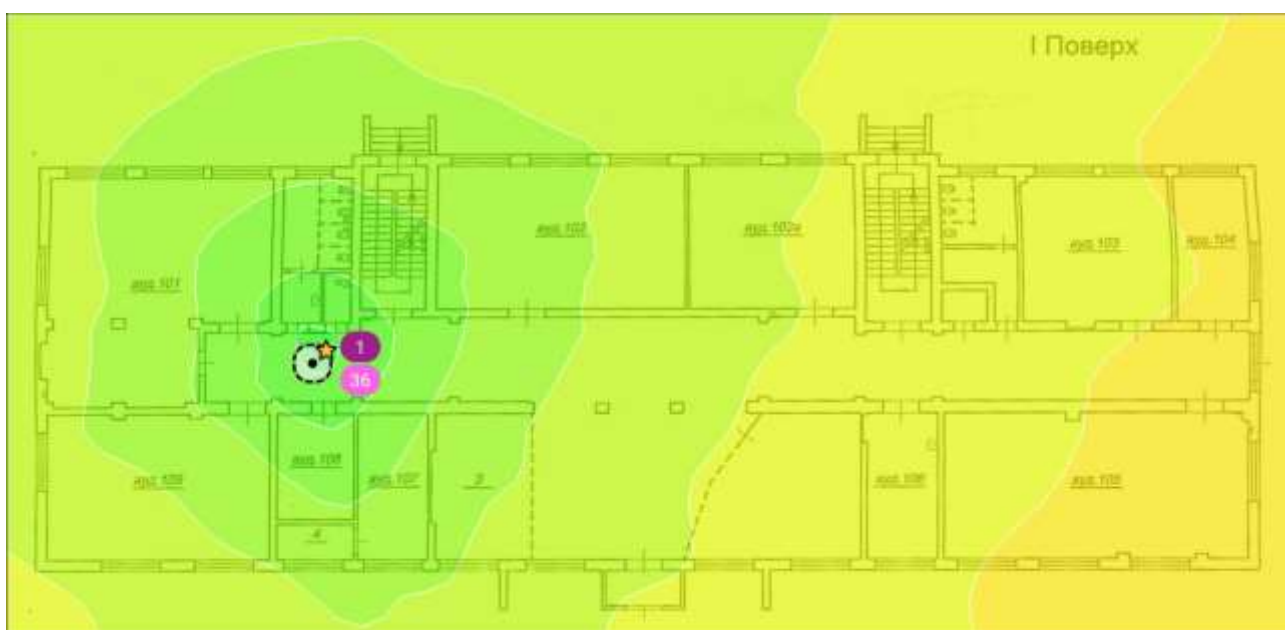 I Поверх
ауд. 102
ауд. 102а
ауд. 103
ауд. 104
ауд. 101
1
36
ауд. 108
ауд. 109
ауд. 107
3
ауд. 106
ауд. 105
4